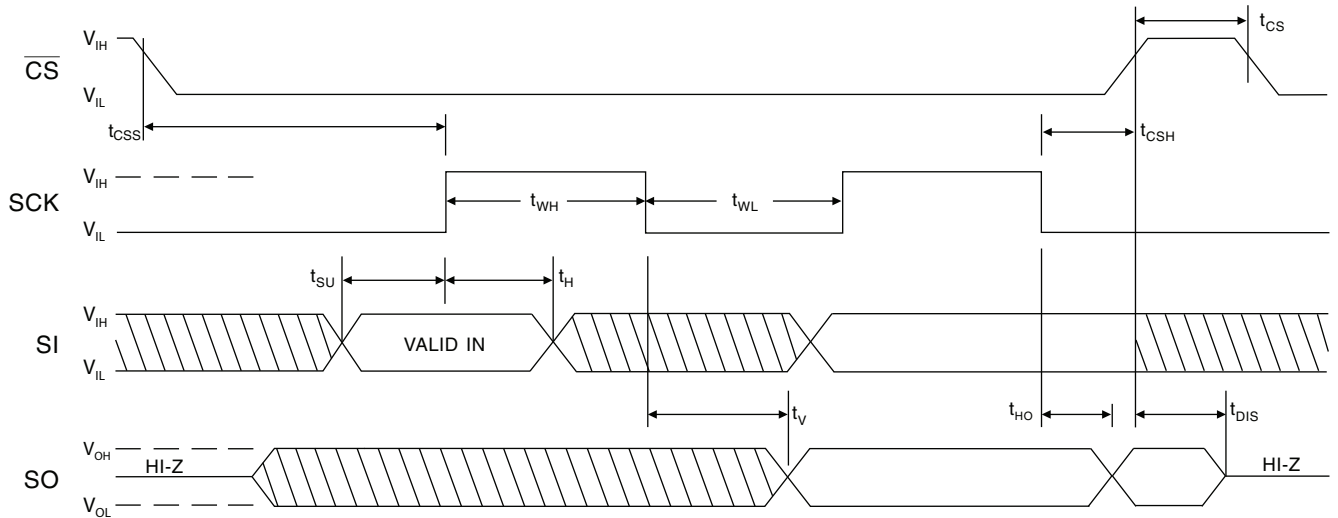 t_CS
V_IH
C̅S̅
V_IL
t_CSS
t_CSH
V_IH
SCK
t_WH
t_WL
V_IL
t_SU
t_H
V_IH
SI
VALID IN
V_IL
t_V
t_HO
t_DIS
V_OH
HI-Z
HI-Z
SO
V_OL